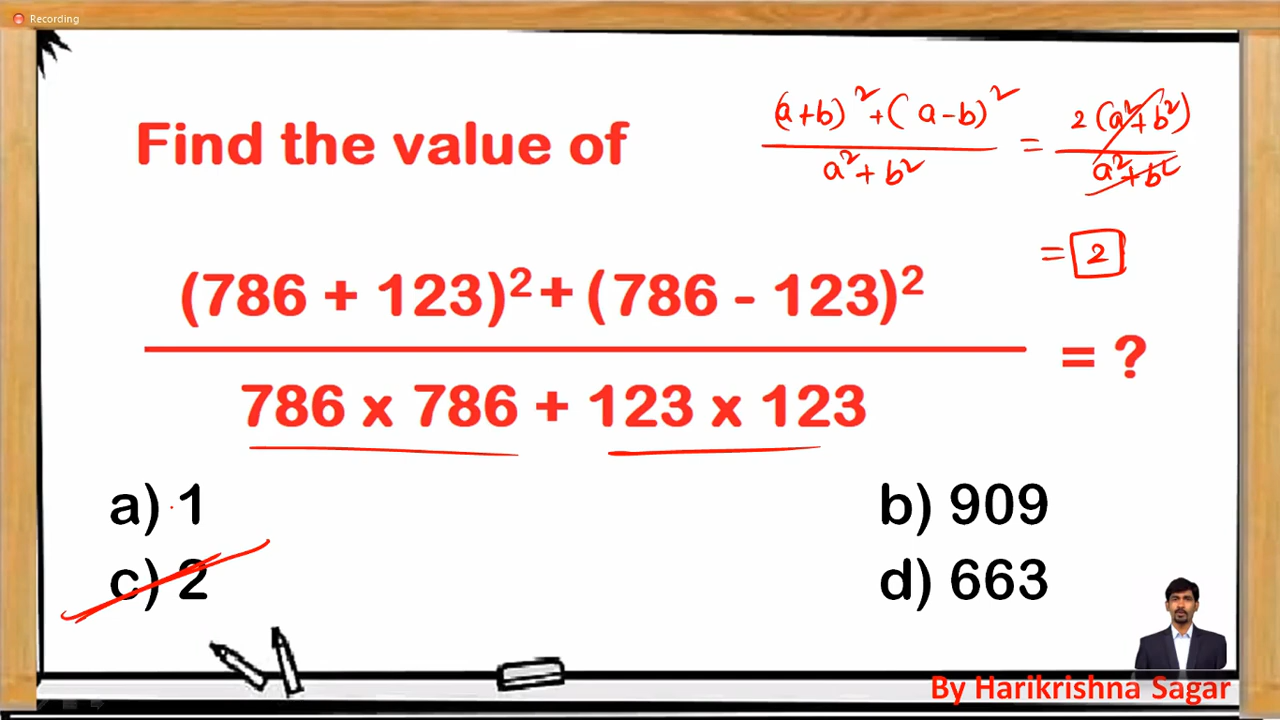 Recording
Find the value of
(a+b)²+(a-b)² / a²+b² = 2(a²+b²) / a²+b²
= 2
(786 + 123)² + (786 - 123)²
786 x 786 + 123 x 123
= ?
a) 1
b) 909
c) 2
d) 663
By Harikrishna Sagar